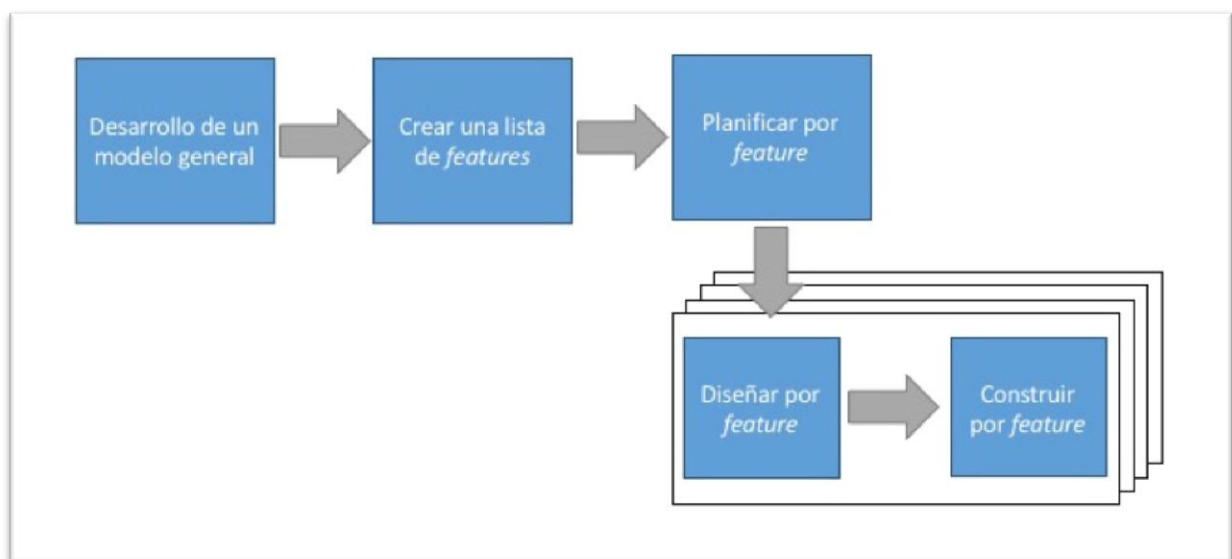 Desarrollo de un
modelo general
Crear una lista
de features
Planificar por
feature
Diseñar por
feature
Construir
por feature